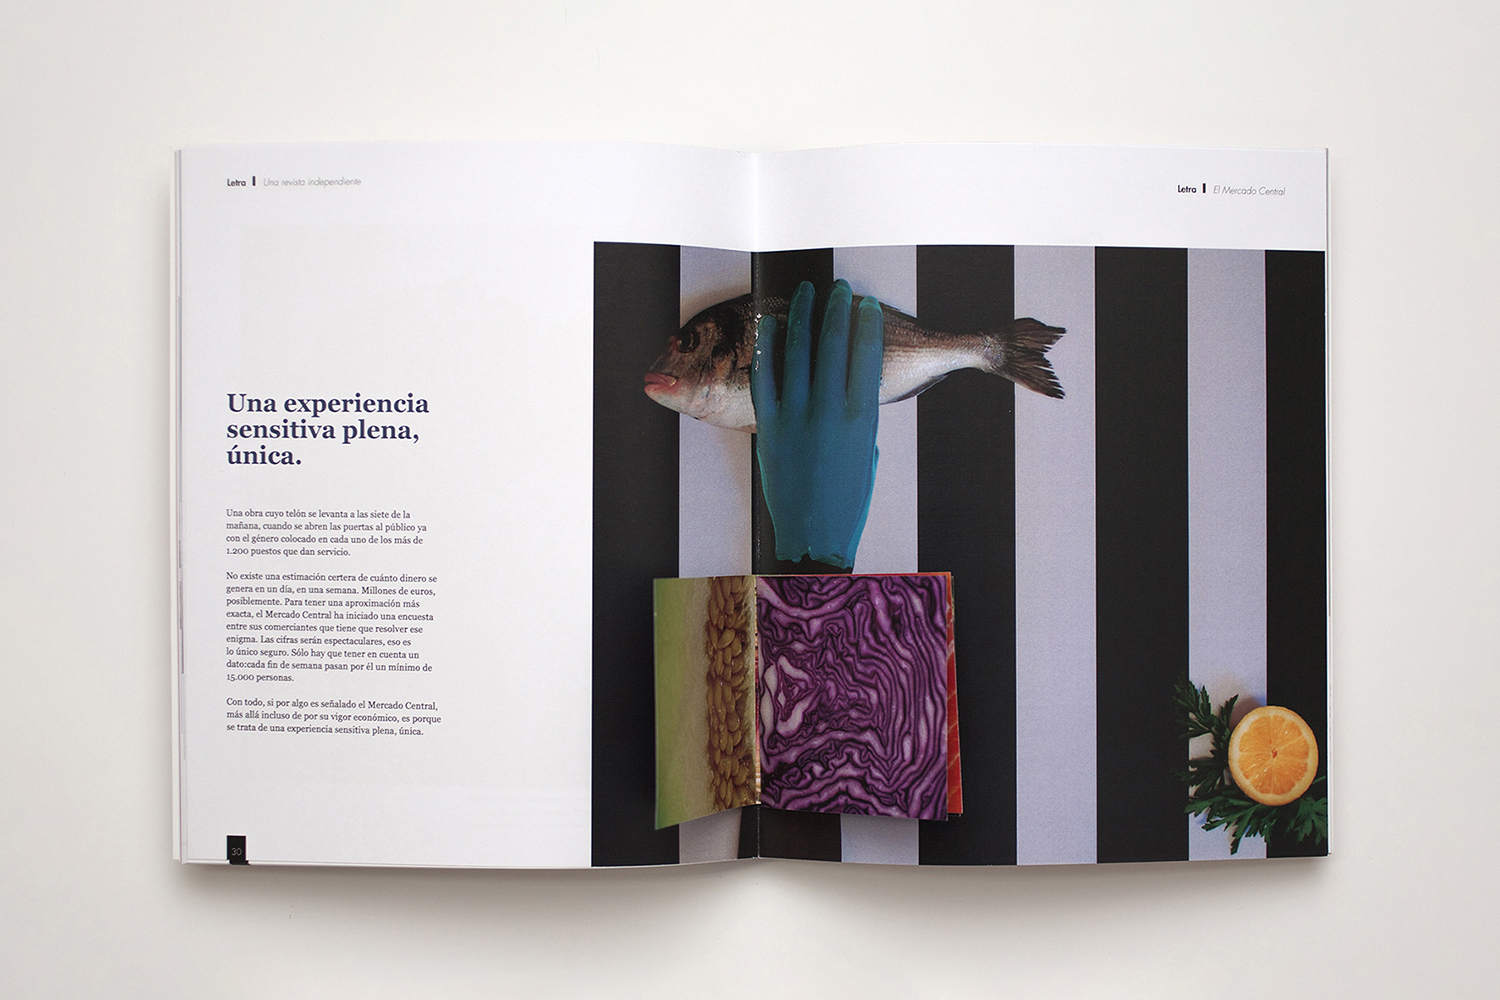 Letra | Una revista independiente
Letra | El Mercado Central
Una experiencia
sensitiva plena,
única.
Una obra cuyo telón se levanta a las siete de la
mañana, cuando se abren las puertas al público ya
con el género colocado en cada uno de los más de
1.200 puestos que dan servicio.
No existe una estimación certera de cuánto dinero se
genera en un día, en una semana. Millones de euros,
posiblemente. Para tener una aproximación más
exacta, el Mercado Central ha iniciado una encuesta
entre sus comerciantes que tiene que resolver ese
enigma. Las cifras serán espectaculares, eso es
lo único seguro. Sólo hay que tener en cuenta un
dato:cada fin de semana pasan por él un mínimo de
15.000 personas.
Con todo, si por algo es señalado el Mercado Central,
más allá incluso de por su vigor económico, es porque
se trata de una experiencia sensitiva plena, única.
30